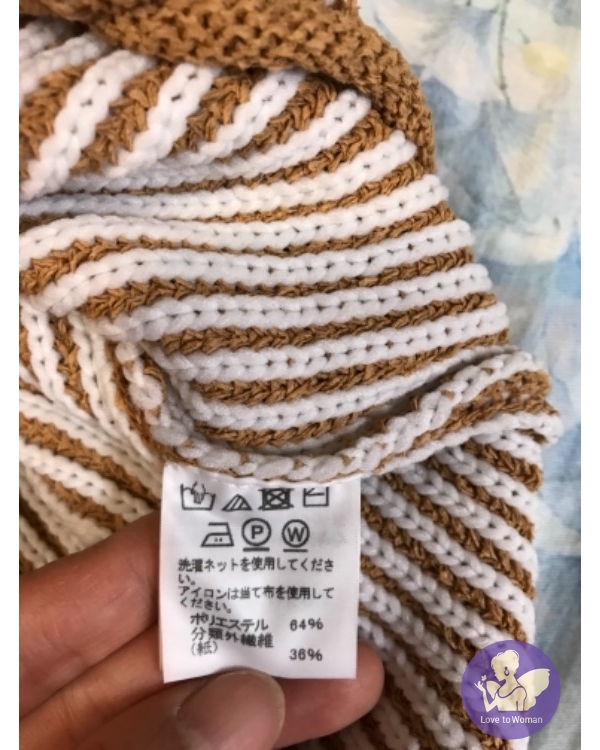 P W
洗濯ネットを使用してくださ
い。
アイロンは当て布を使用して
ください。
ポリエステル 64%
分類外繊維
(紙) 36%
Love to Woman